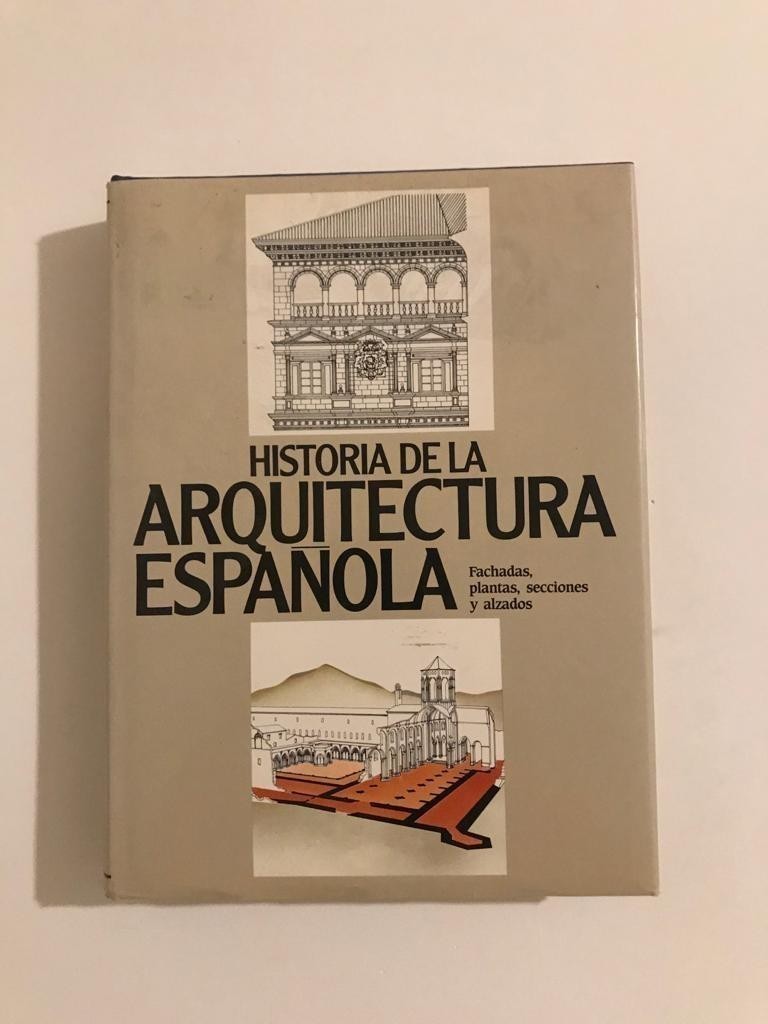 HISTORIA DE LA
ARQUITECTURA
ESPAÑOLA
Fachadas,
plantas, secciones
y alzados